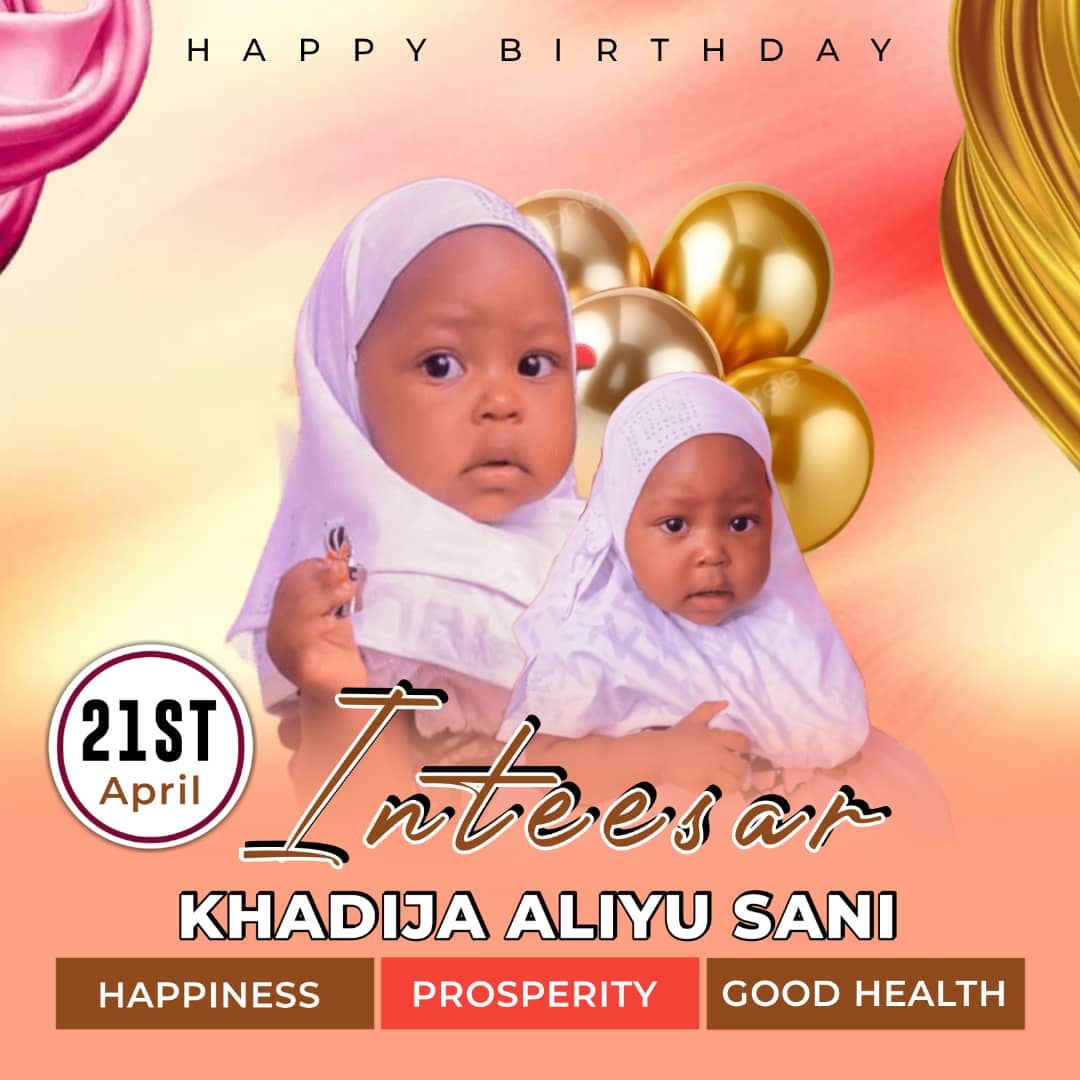 HAPPY BIRTHDAY
21ST
April
Inteesar
KHADIJA ALIYU SANI
HAPPINESS
PROSPERITY
GOOD HEALTH